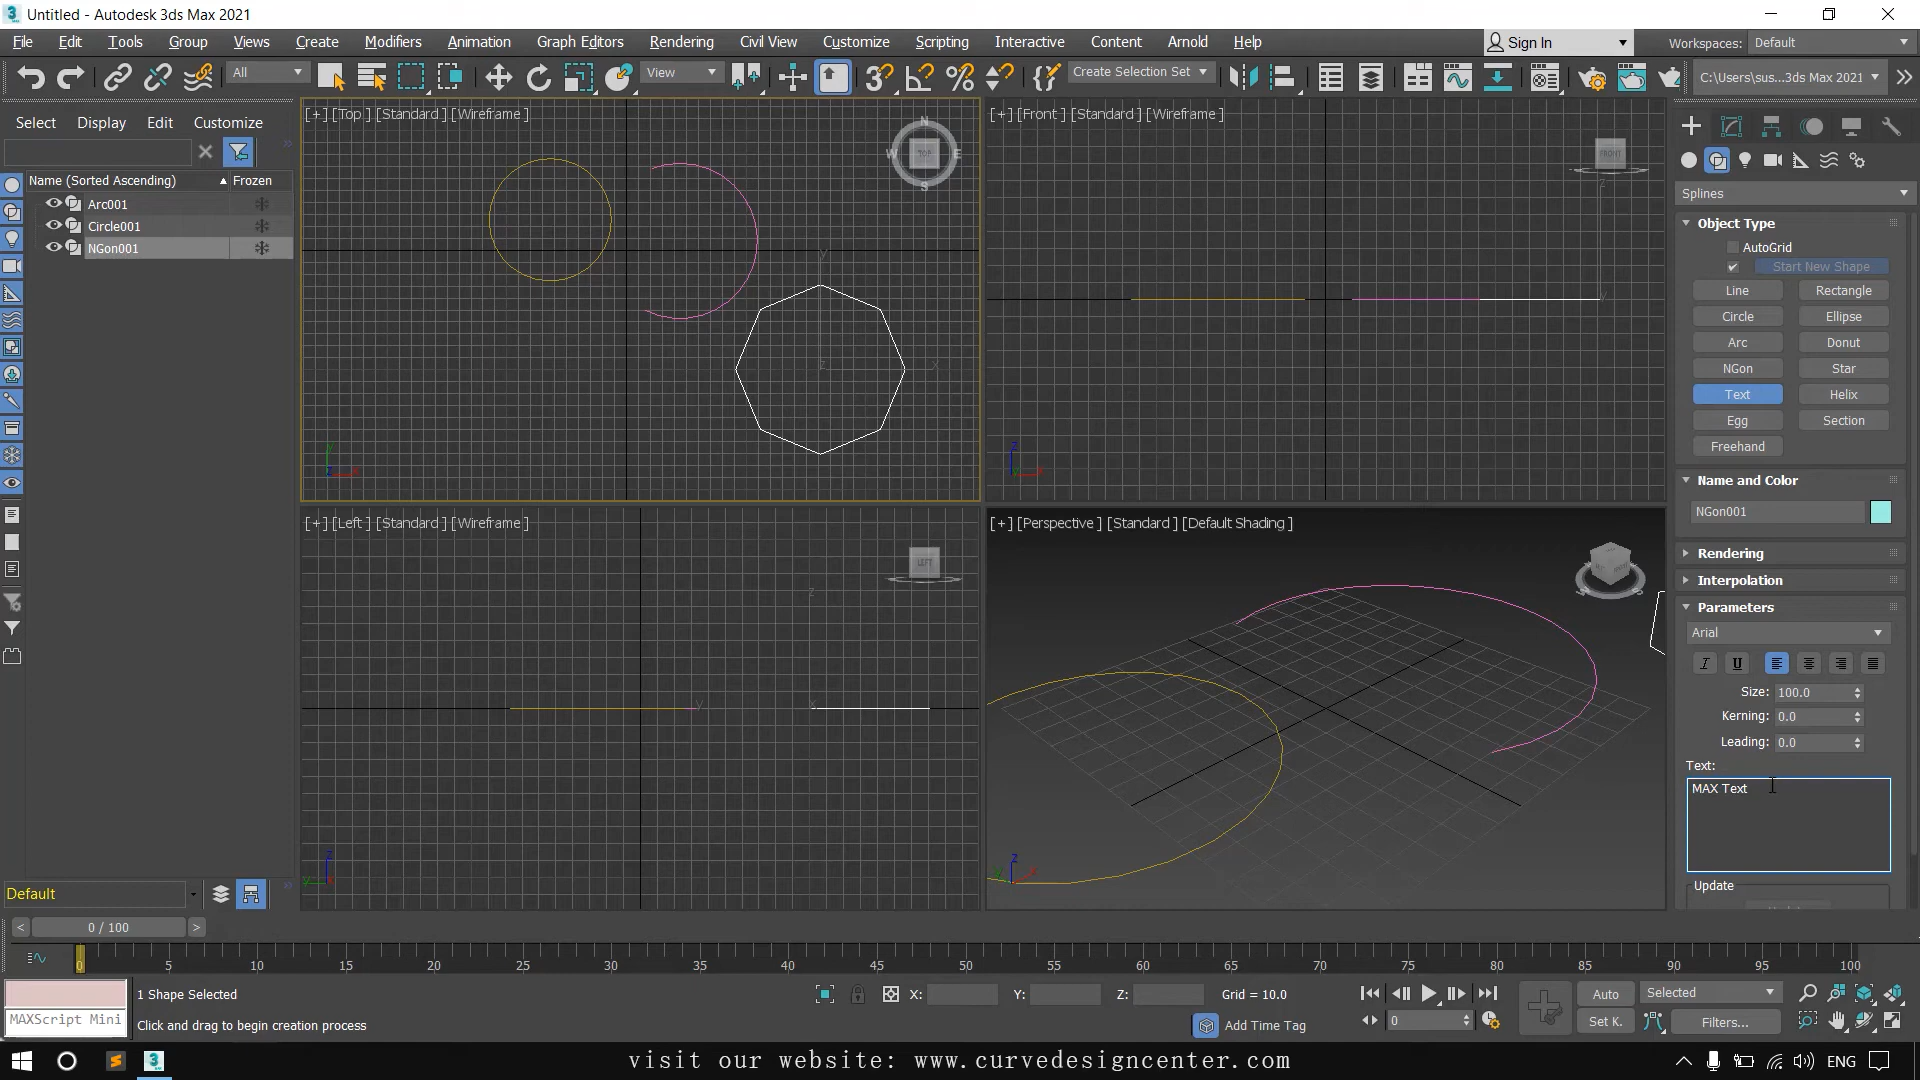 Untitled - Autodesk 3ds Max 2021
File Edit Tools Group Views Create Modifiers Animation Graph Editors Rendering Civil View Customize Scripting Interactive Content Arnold Help Sign In Workspaces: Default
All View Create Selection Set C:\Users\sus...3ds Max 2021
Select Display Edit Customize
Name (Sorted Ascending) Frozen
Arc001
Circle001
NGon001
[+] [Top ] [Standard ] [Wireframe ]
N
W TOP E
S
y
z x
y
z x
[+] [Front ] [Standard ] [Wireframe ]
FRONT
z
z
x
[+] [Left ] [Standard ] [Wireframe ]
LEFT
z
y x
z
y
[+] [Perspective ] [Standard ] [Default Shading ]
z
y x
Splines
Object Type
AutoGrid
Start New Shape
Line Rectangle
Circle Ellipse
Arc Donut
NGon Star
Text Helix
Egg Section
Freehand
Name and Color
NGon001
Rendering
Interpolation
Parameters
Arial
I U
Size: 100.0
Kerning: 0.0
Leading: 0.0
Text:
MAX Text
Update
Default
< 0 / 100 >
0 5 10 15 20 25 30 35 40 45 50 55 60 65 70 75 80 85 90 95 100
1 Shape Selected X: Y: Z: Grid = 10.0 Auto Selected
MAXScript Mini Click and drag to begin creation process Add Time Tag 0 Set K. Filters...
visit our website: www.curvedesigncenter.com ENG